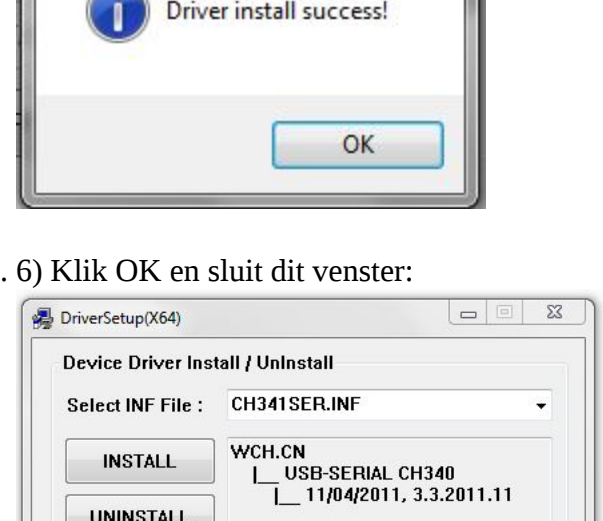 Driver install success!
OK
. 6) Klik OK en sluit dit venster:
DriverSetup(X64)
Device Driver Install / UnInstall
Select INF File : CH341SER.INF
INSTALL
WCH.CN
|__ USB-SERIAL CH340
|__ 11/04/2011, 3.3.2011.11
UNINSTALL